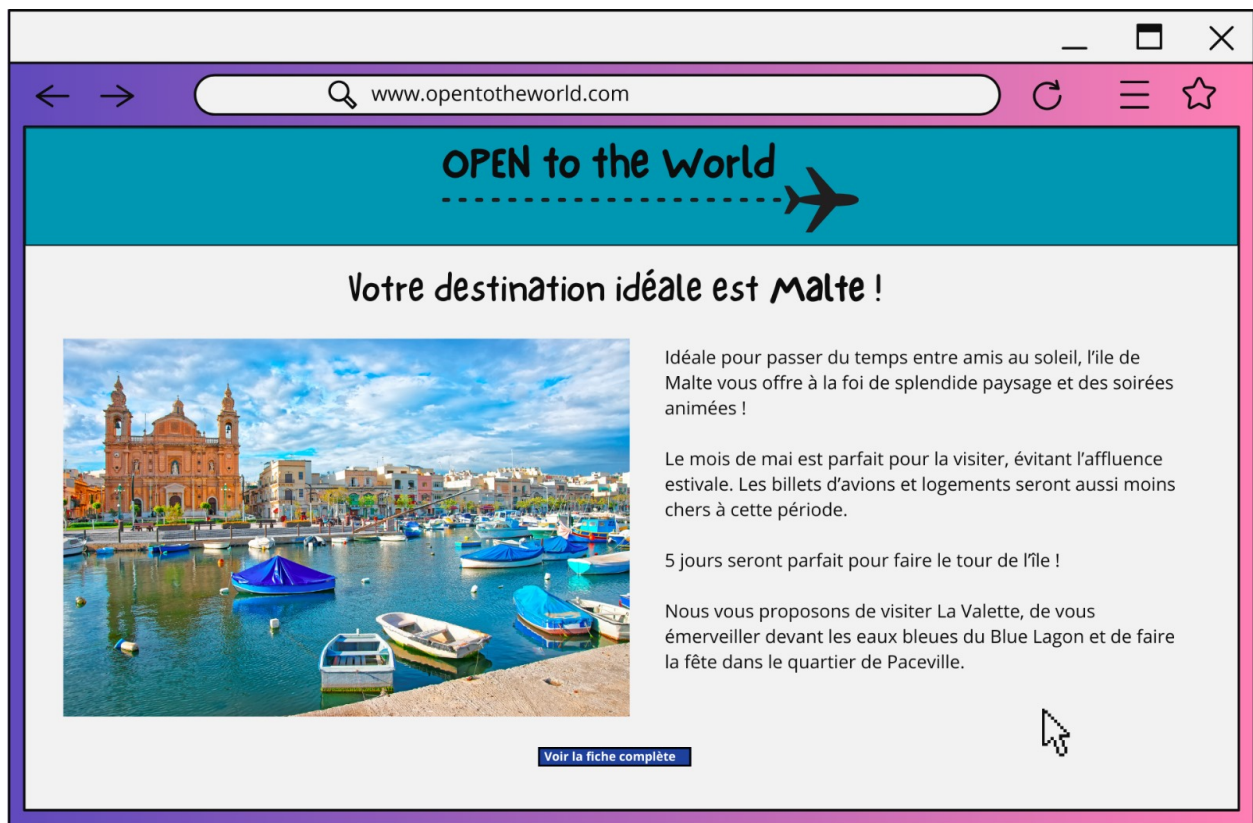 www.opentotheworld.com
OPEN to the World
Votre destination idéale est Malte !
Idéale pour passer du temps entre amis au soleil, l'ile de
Malte vous offre à la foi de splendide paysage et des soirées
animées !
Le mois de mai est parfait pour la visiter, évitant l'affluence
estivale. Les billets d'avions et logements seront aussi moins
chers à cette période.
5 jours seront parfait pour faire le tour de l'île !
Nous vous proposons de visiter La Valette, de vous
émerveiller devant les eaux bleues du Blue Lagon et de faire
la fête dans le quartier de Paceville.
Voir la fiche complète